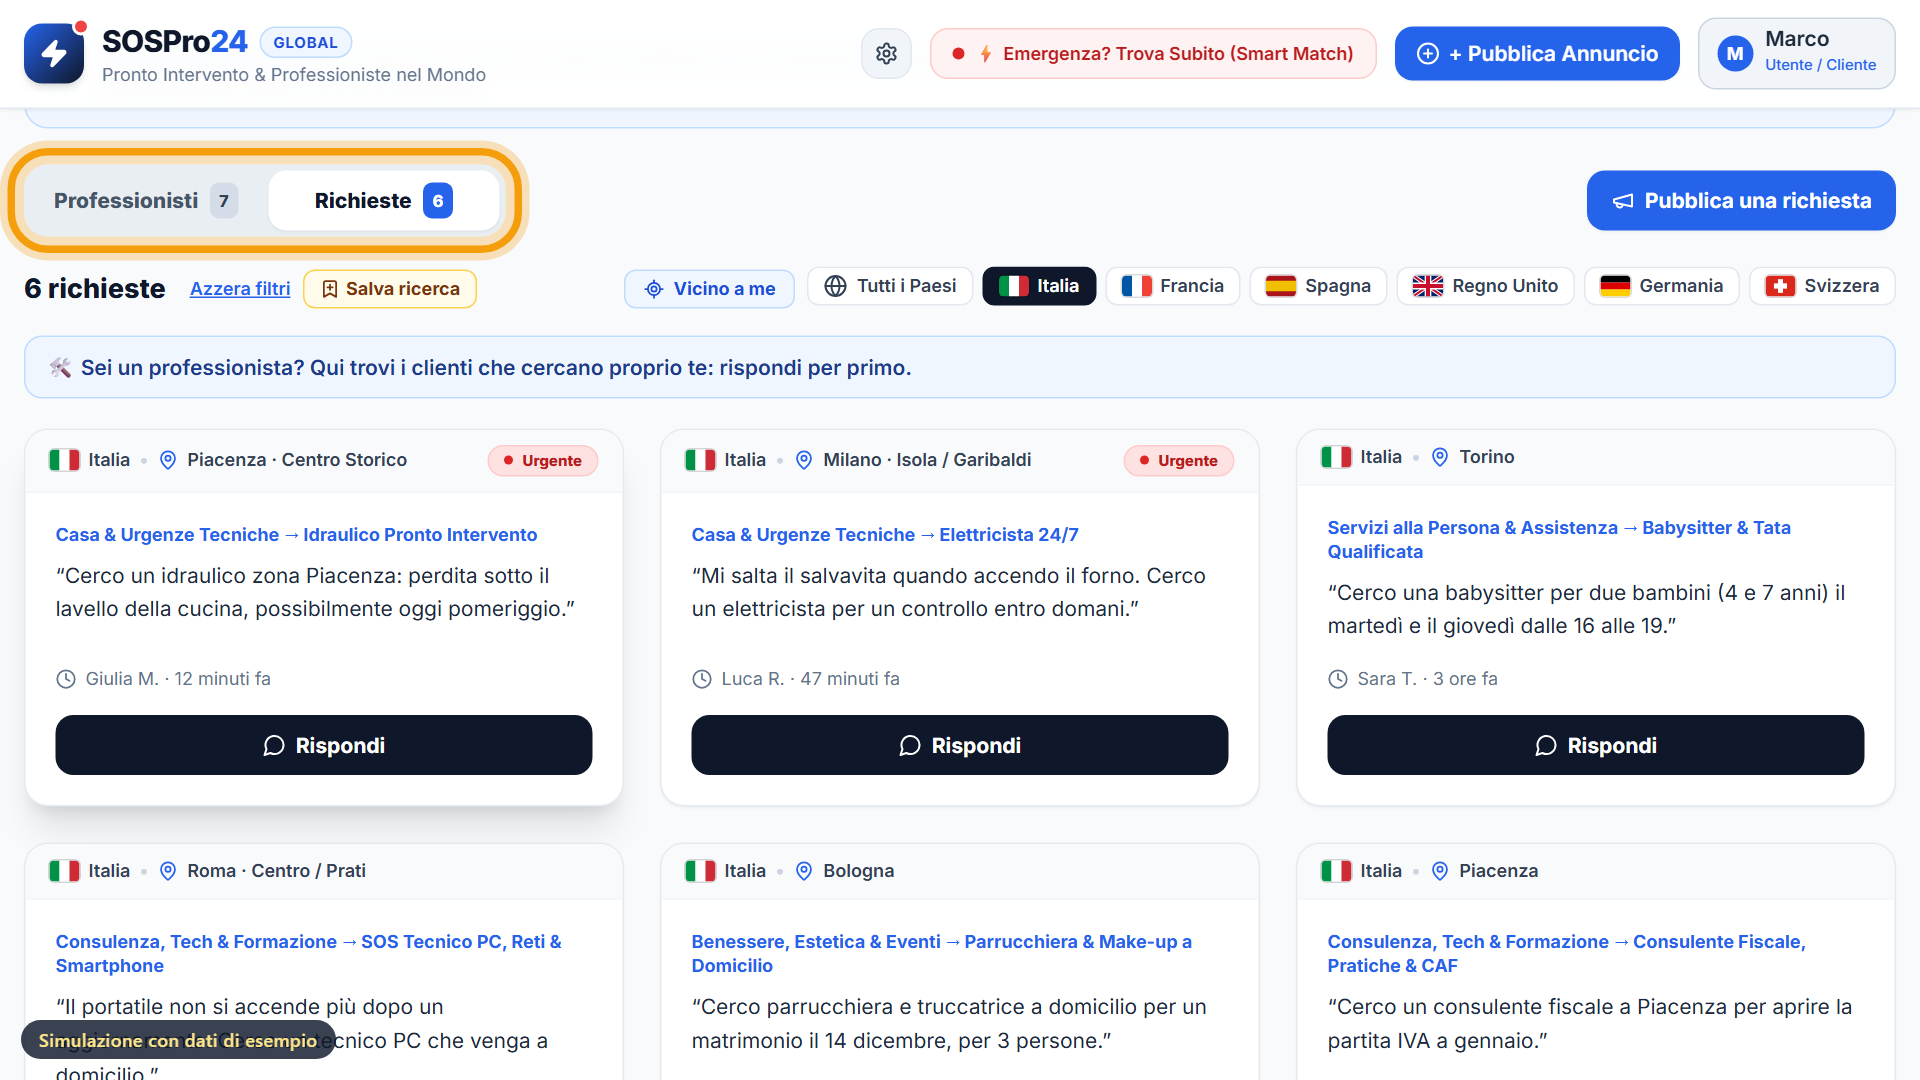 SOSPro24 GLOBAL
Pronto Intervento & Professioniste nel Mondo
Emergenza? Trova Subito (Smart Match)
+ Pubblica Annuncio
M
Marco
Utente / Cliente
Professionisti 7
Richieste 6
Pubblica una richiesta
6 richieste
Azzera filtri
Salva ricerca
Vicino a me
Tutti i Paesi
Italia
Francia
Spagna
Regno Unito
Germania
Svizzera
Sei un professionista? Qui trovi i clienti che cercano proprio te: rispondi per primo.
Italia • Piacenza · Centro Storico
Urgente
Casa & Urgenze Tecniche → Idraulico Pronto Intervento
“Cerco un idraulico zona Piacenza: perdita sotto il
lavello della cucina, possibilmente oggi pomeriggio.”
Giulia M. · 12 minuti fa
Rispondi
Italia • Milano · Isola / Garibaldi
Urgente
Casa & Urgenze Tecniche → Elettricista 24/7
“Mi salta il salvavita quando accendo il forno. Cerco
un elettricista per un controllo entro domani.”
Luca R. · 47 minuti fa
Rispondi
Italia • Torino
Servizi alla Persona & Assistenza → Babysitter & Tata
Qualificata
“Cerco una babysitter per due bambini (4 e 7 anni) il
martedì e il giovedì dalle 16 alle 19.”
Sara T. · 3 ore fa
Rispondi
Italia • Roma · Centro / Prati
Consulenza, Tech & Formazione → SOS Tecnico PC, Reti &
Smartphone
“Il portatile non si accende più dopo un
tecnico PC che venga a
domicilio.”
Italia • Bologna
Benessere, Estetica & Eventi → Parrucchiera & Make-up a
Domicilio
“Cerco parrucchiera e truccatrice a domicilio per un
matrimonio il 14 dicembre, per 3 persone.”
Italia • Piacenza
Consulenza, Tech & Formazione → Consulente Fiscale,
Pratiche & CAF
“Cerco un consulente fiscale a Piacenza per aprire la
partita IVA a gennaio.”
Simulazione con dati di esempio